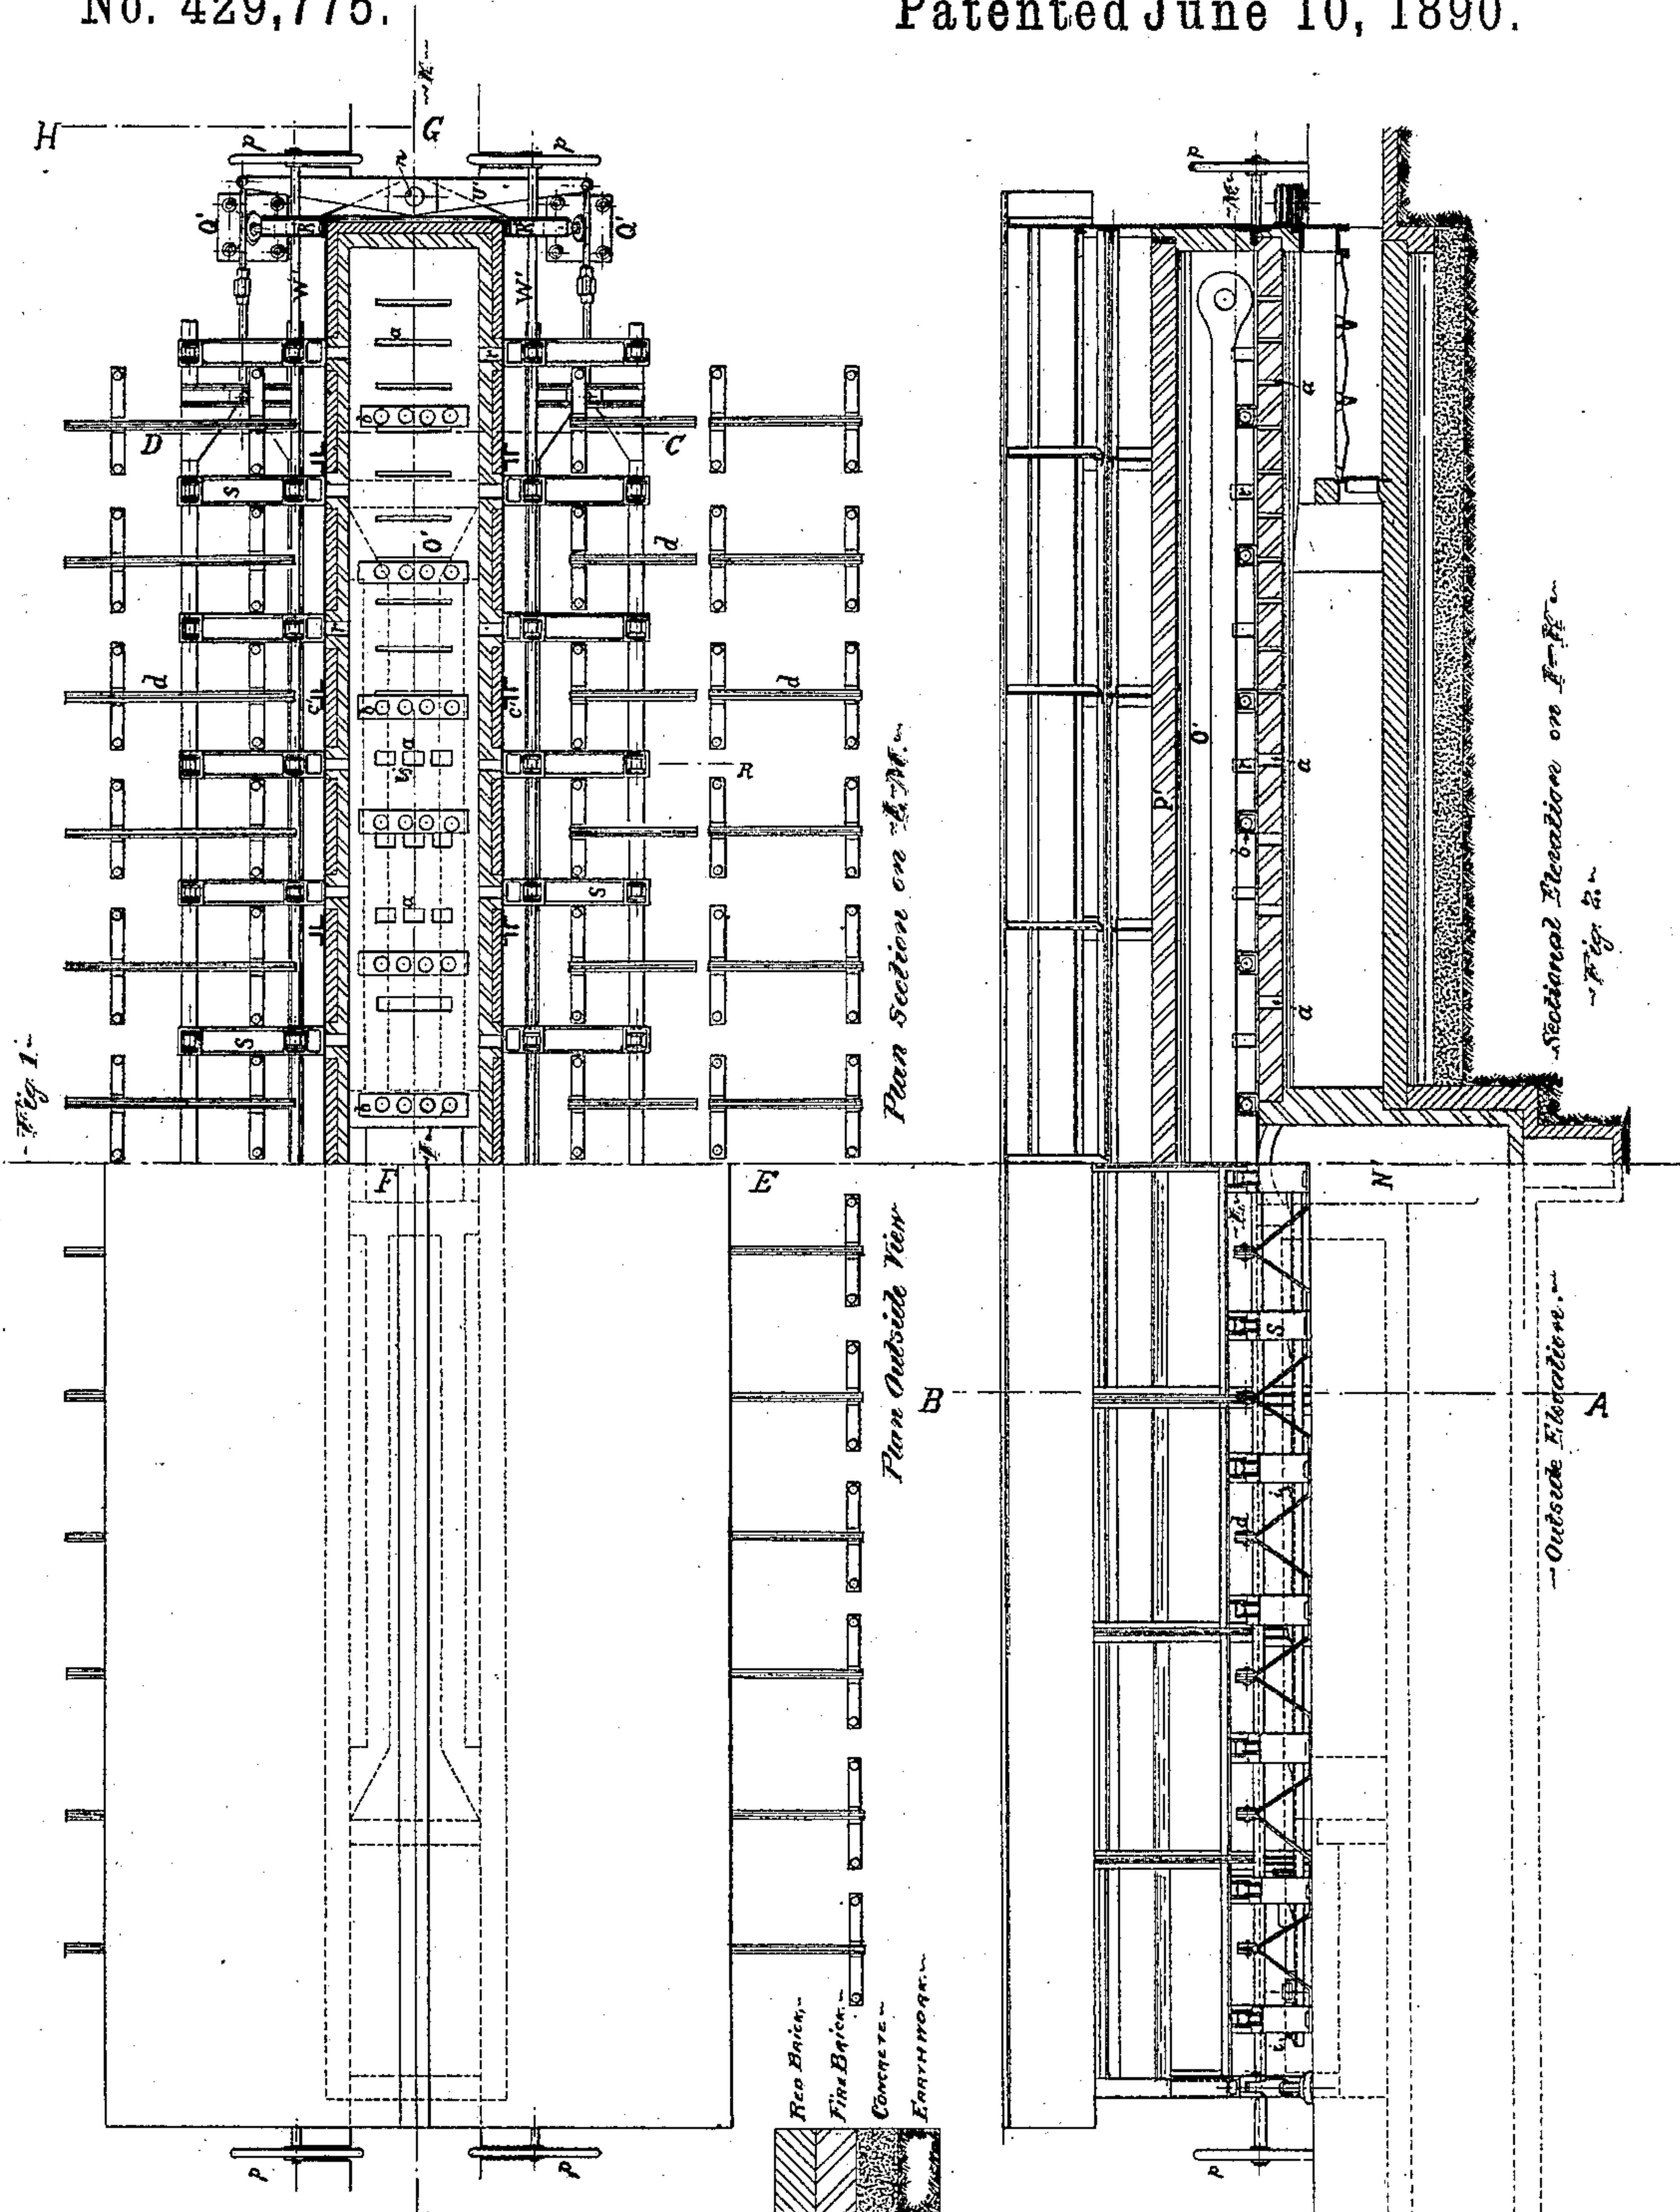 No. 429,775.
Patented June 10, 1890.
Fig. 1.
H
G
M
p
p
n
U'
Q'
Q'
R
R
W'
W'
a
b
D
C
S
O'
d
d
d
c'
c'
b
a
R
a
S
S
b
F
E
Plan Section on L-M.
Plan Outside View
p
p
Red Brick,
Fire Brick.
Concrete
Earthwork.
p
M
a
r
O'
P'
r
a
b
a
N'
L
S
B
A
d
i
p
Sectional Elevation on F-K
Fig. 2.
Outside Elevation.